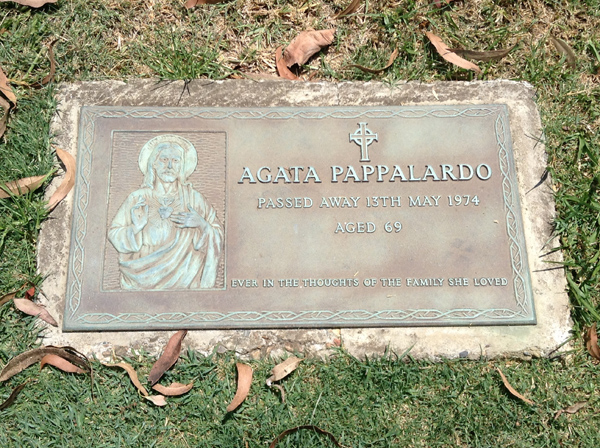 AGATA PAPPALARDO
PASSED AWAY 13TH MAY 1974
AGED 69
EVER IN THE THOUGHTS OF THE FAMILY SHE LOVED